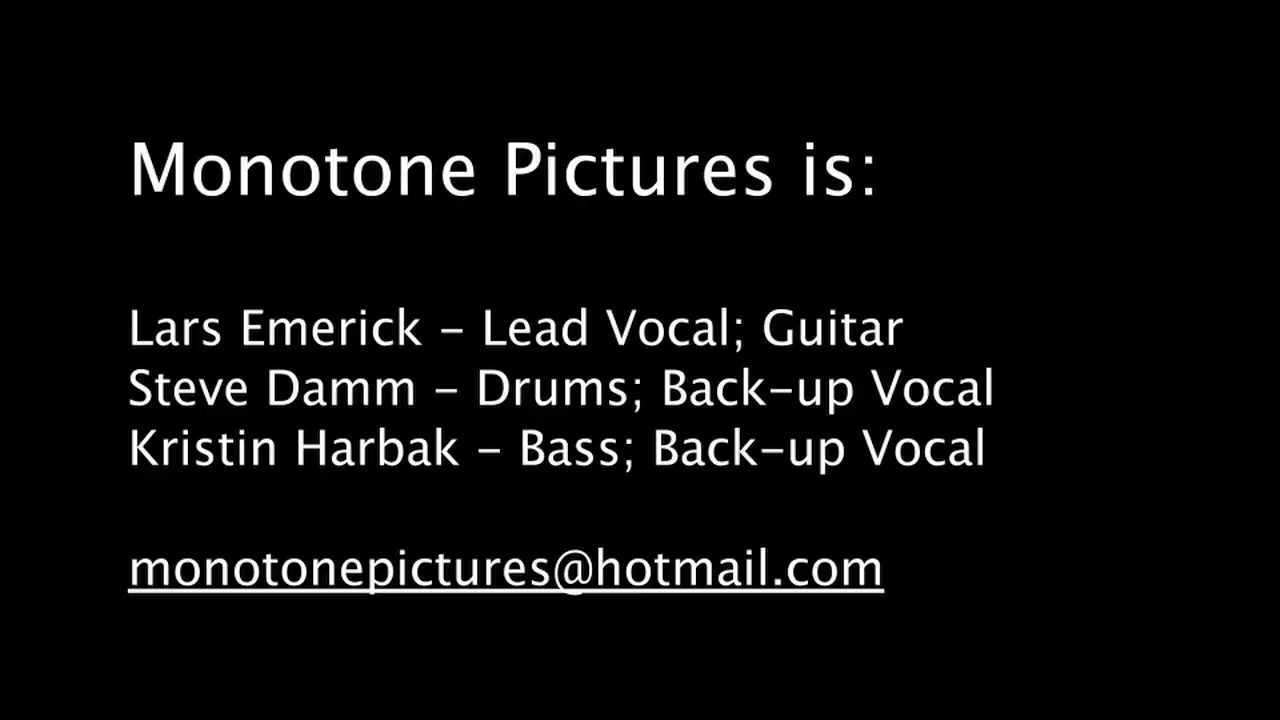 Monotone Pictures is:
Lars Emerick - Lead Vocal; Guitar
Steve Damm - Drums; Back-up Vocal
Kristin Harbak - Bass; Back-up Vocal
monotonepictures@hotmail.com